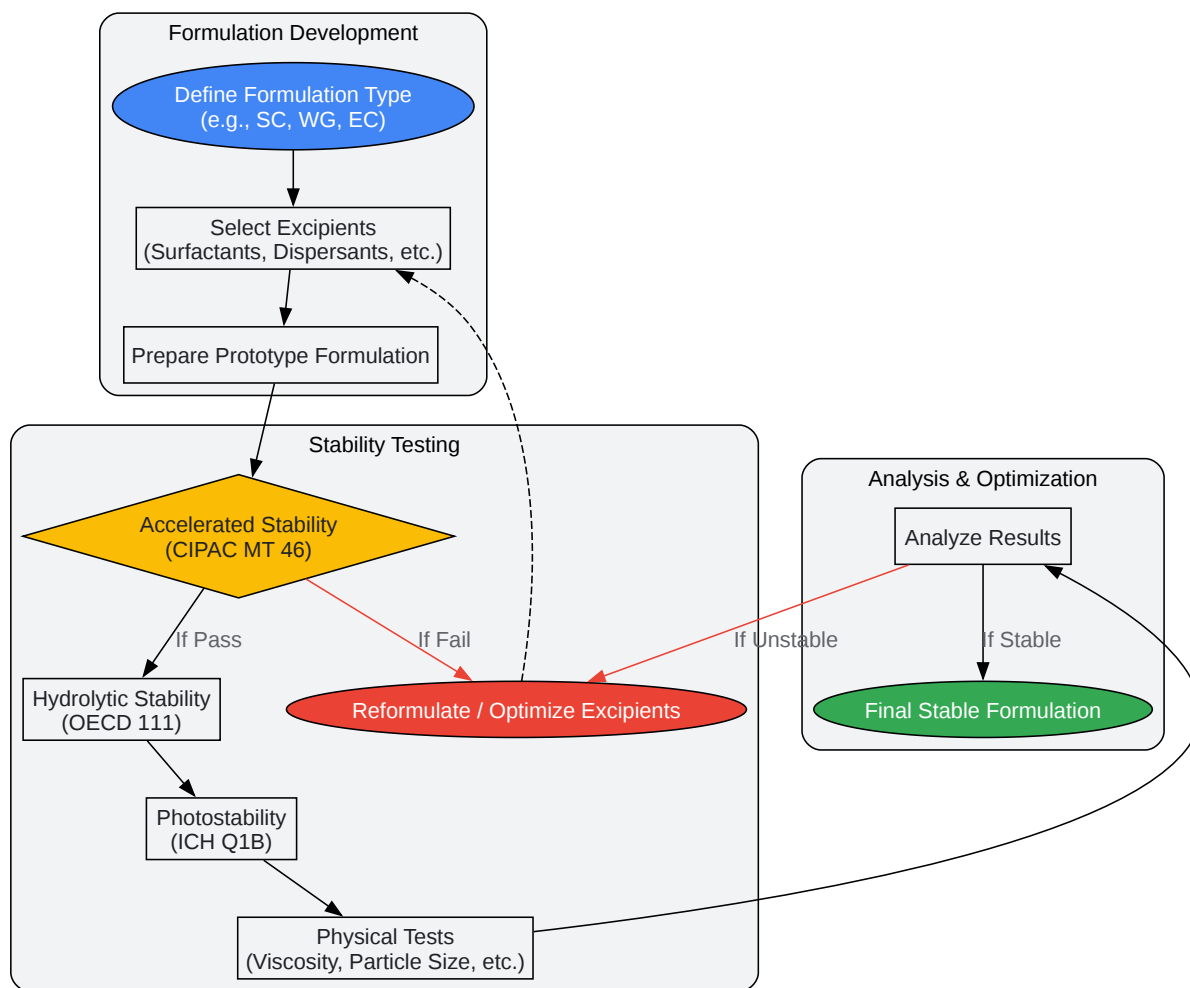 Formulation Development
Define Formulation Type
(e.g., SC, WG, EC)
Select Excipients
(Surfactants, Dispersants, etc.)
Prepare Prototype Formulation
Stability Testing
Accelerated Stability
(CIPAC MT 46)
If Pass
If Fail
Hydrolytic Stability
(OECD 111)
Reformulate / Optimize Excipients
Photostability
(ICH Q1B)
Physical Tests
(Viscosity, Particle Size, etc.)
Analysis & Optimization
Analyze Results
If Unstable
If Stable
Final Stable Formulation